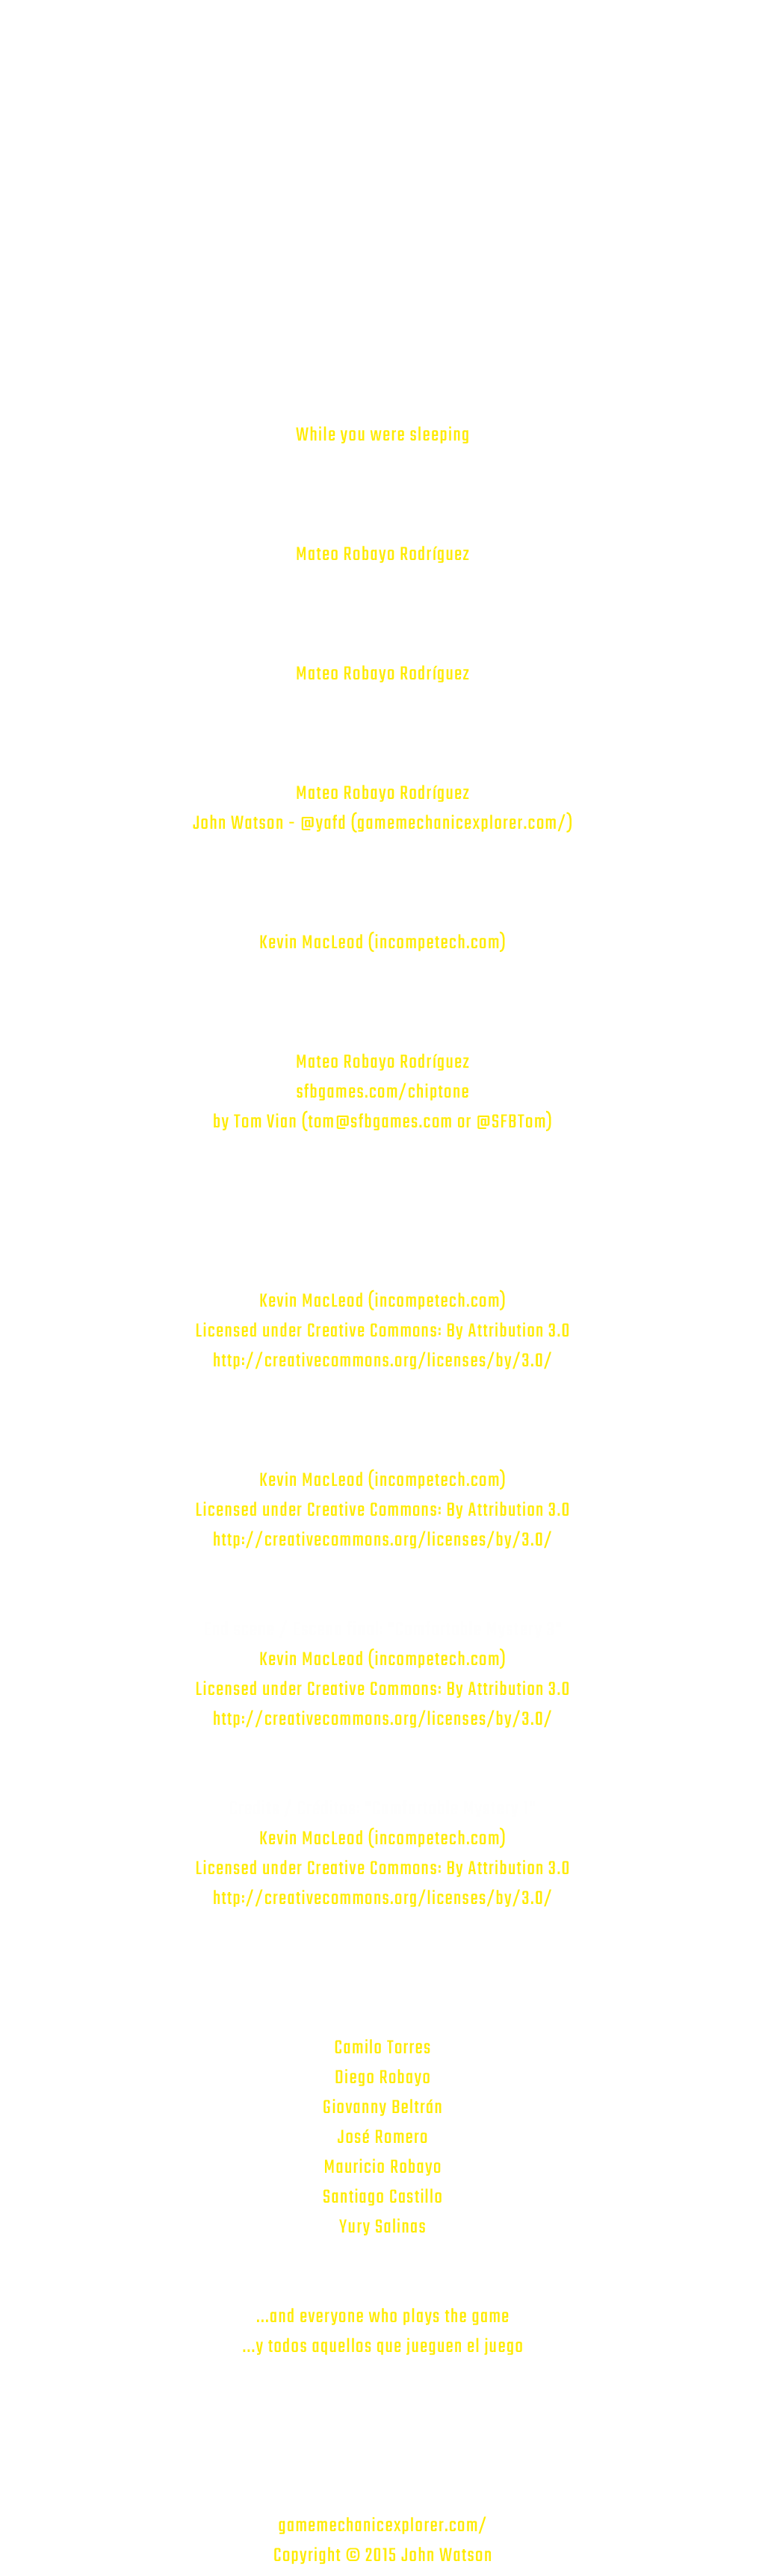 While you were sleeping
Mateo Robayo Rodríguez
Mateo Robayo Rodríguez
Mateo Robayo Rodríguez
John Watson - @yafd (gamemechanicexplorer.com/)
Kevin MacLeod (incompetech.com)
Mateo Robayo Rodríguez
sfbgames.com/chiptone
by Tom Vian (tom@sfbgames.com or @SFBTom)
Kevin MacLeod (incompetech.com)
Licensed under Creative Commons: By Attribution 3.0
http://creativecommons.org/licenses/by/3.0/
Kevin MacLeod (incompetech.com)
Licensed under Creative Commons: By Attribution 3.0
http://creativecommons.org/licenses/by/3.0/
Kevin MacLeod (incompetech.com)
Licensed under Creative Commons: By Attribution 3.0
http://creativecommons.org/licenses/by/3.0/
Kevin MacLeod (incompetech.com)
Licensed under Creative Commons: By Attribution 3.0
http://creativecommons.org/licenses/by/3.0/
Camilo Torres
Diego Robayo
Giovanny Beltrán
José Romero
Mauricio Robayo
Santiago Castillo
Yury Salinas
...and everyone who plays the game
...y todos aquellos que jueguen el juego
gamemechanicexplorer.com/
Copyright © 2015 John Watson